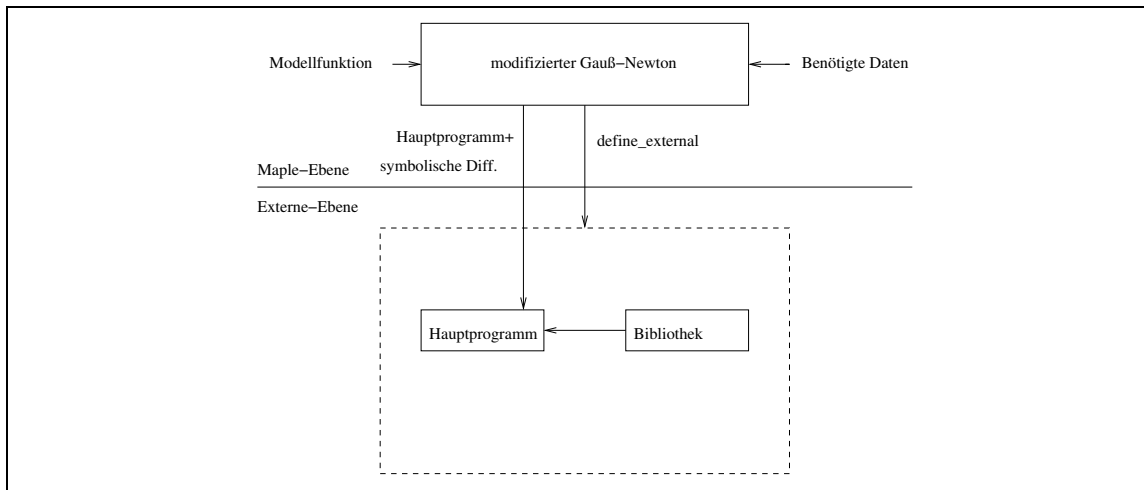 Modellfunktion
modifizierter Gauß−Newton
Benötigte Daten
Hauptprogramm+
symbolische Diff.
define_external
Maple−Ebene
Externe−Ebene
Hauptprogramm
Bibliothek